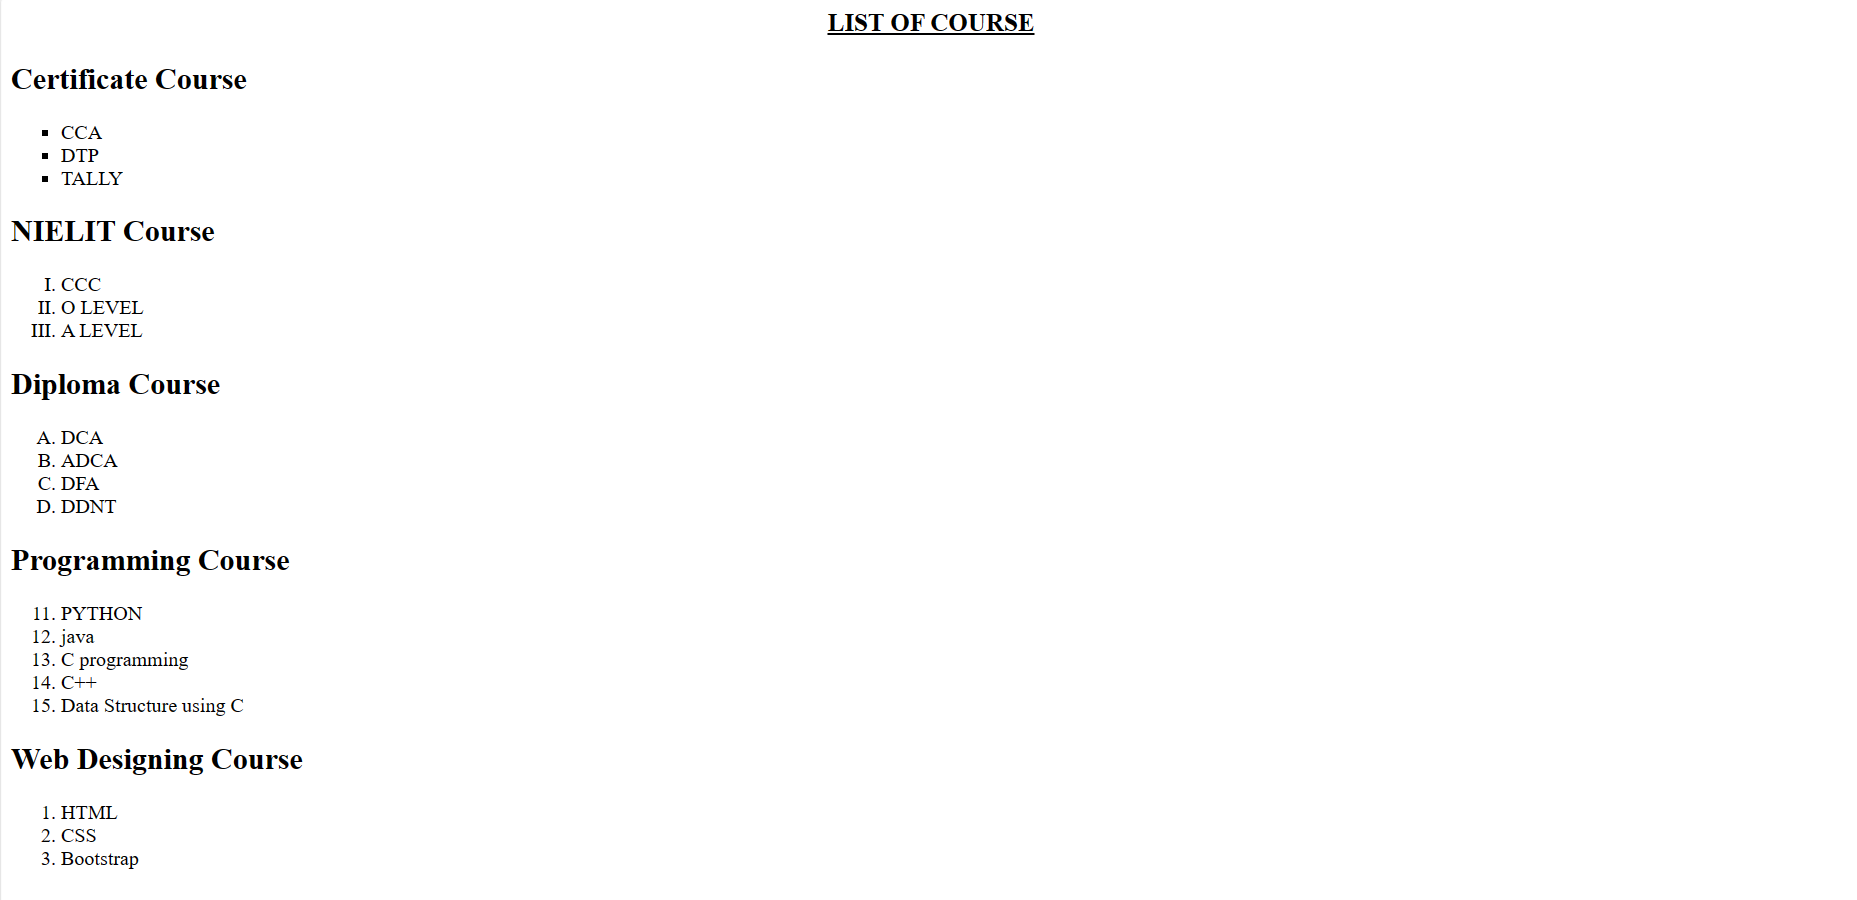 LIST OF COURSE
Certificate Course
▪ CCA
▪ DTP
▪ TALLY
NIELIT Course
I. CCC
II. O LEVEL
III. A LEVEL
Diploma Course
A. DCA
B. ADCA
C. DFA
D. DDNT
Programming Course
11. PYTHON
12. java
13. C programming
14. C++
15. Data Structure using C
Web Designing Course
1. HTML
2. CSS
3. Bootstrap